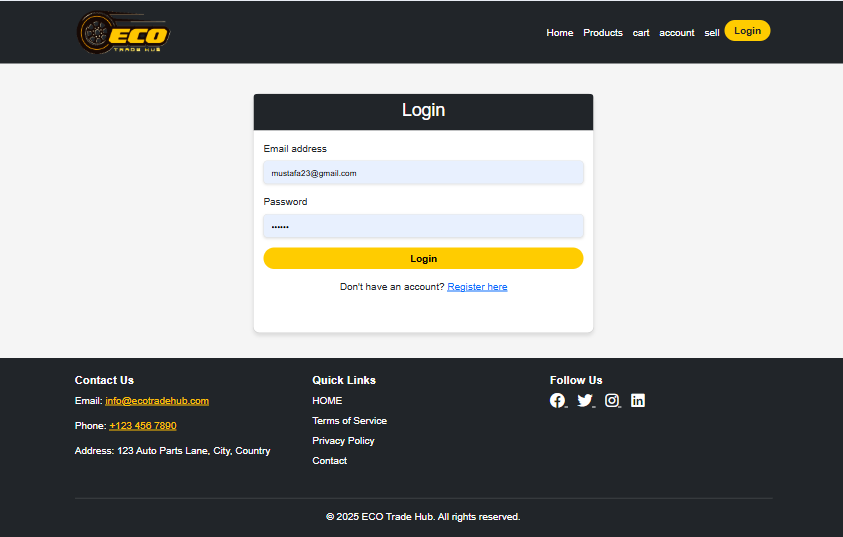 ECO
TRADE HUB
Home Products cart account sell Login
Login
Email address
mustafa23@gmail.com
Password
••••••
Login
Don't have an account? Register here
Contact Us
Email: info@ecotradehub.com
Phone: +123 456 7890
Address: 123 Auto Parts Lane, City, Country
Quick Links
HOME
Terms of Service
Privacy Policy
Contact
Follow Us
© 2025 ECO Trade Hub. All rights reserved.